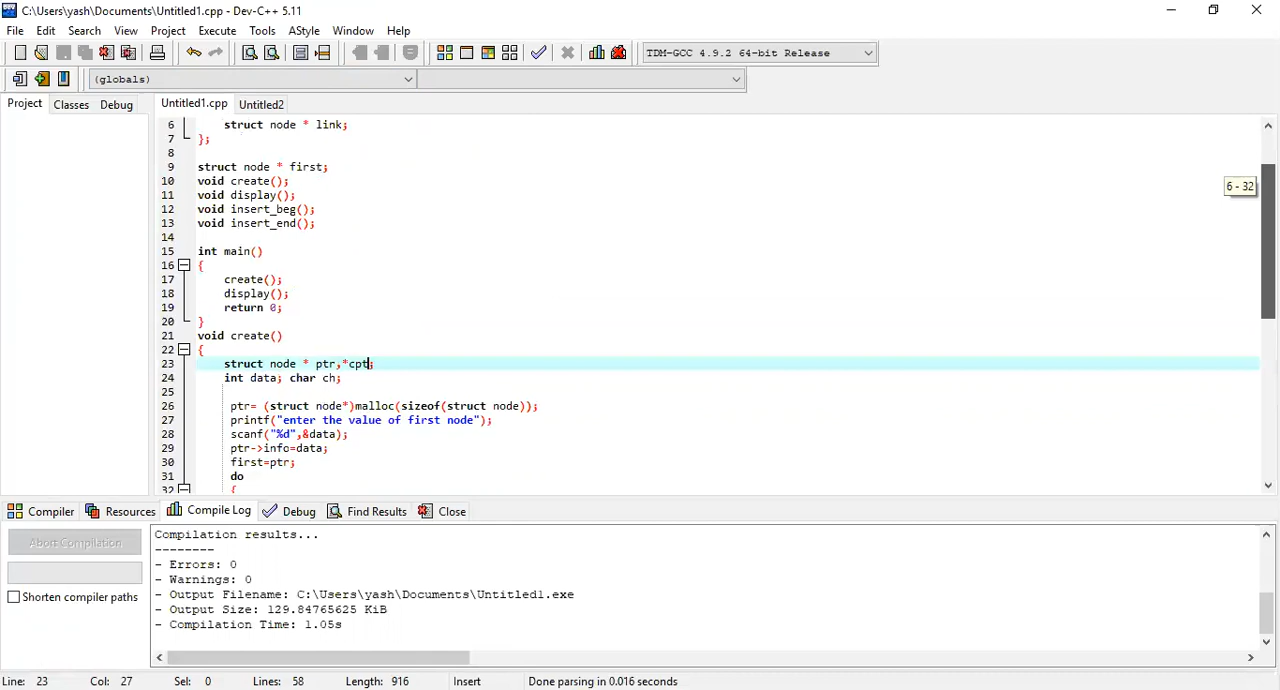 C:\Users\yash\Documents\Untitled1.cpp - Dev-C++ 5.11
File Edit Search View Project Execute Tools AStyle Window Help
TDM-GCC 4.9.2 64-bit Release
(globals)
Project Classes Debug Untitled1.cpp Untitled2
6 struct node * link;
7 };
8
9 struct node * first;
10 void create();
11 void display();
12 void insert_beg();
13 void insert_end();
14
15 int main()
16 {
17 create();
18 display();
19 return 0;
20 }
21 void create()
22 {
23 struct node * ptr,*cpt;
24 int data; char ch;
25
26 ptr= (struct node*)malloc(sizeof(struct node));
27 printf("enter the value of first node");
28 scanf("%d",&data);
29 ptr->info=data;
30 first=ptr;
31 do
32 {
6 - 32
Compiler Resources Compile Log Debug Find Results Close
Abort Compilation
Shorten compiler paths
Compilation results...
--------
- Errors: 0
- Warnings: 0
- Output Filename: C:\Users\yash\Documents\Untitled1.exe
- Output Size: 129.84765625 KiB
- Compilation Time: 1.05s
Line: 23 Col: 27 Sel: 0 Lines: 58 Length: 916 Insert Done parsing in 0.016 seconds